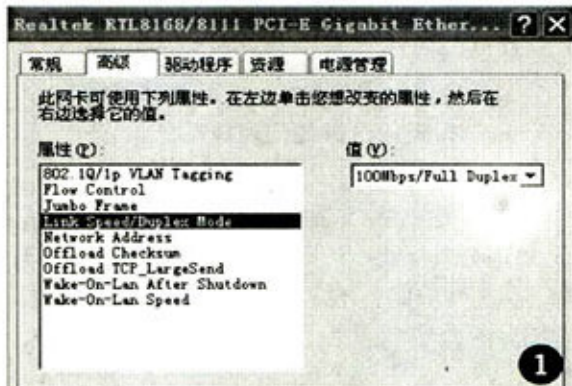 Realtek RTL8168/8111 PCI-E Gigabit Ether...
常规 高级 驱动程序 资源 电源管理
此网卡可使用下列属性。在左边单击您想改变的属性，然后在
右边选择它的值。
属性(P): 值(V):
802.1Q/1p VLAN Tagging 100Mbps/Full Duplex
Flow Control
Jumbo Frame
Link Speed/Duplex Mode
Network Address
Offload Checksum
Offload TCP_LargeSend
Wake-On-Lan After Shutdown
Wake-On-Lan Speed
1